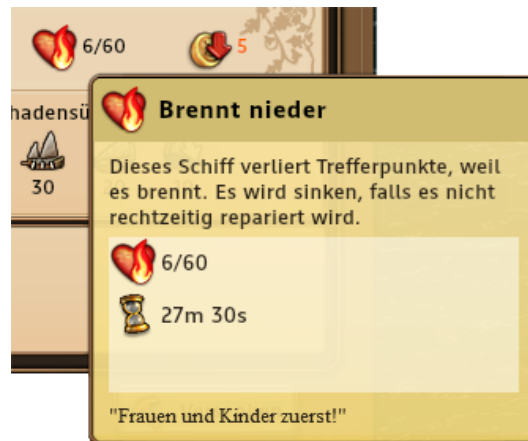 6/60
5
hadensü
30
Brennt nieder
Dieses Schiff verliert Trefferpunkte, weil
es brennt. Es wird sinken, falls es nicht
rechtzeitig repariert wird.
6/60
27m 30s
"Frauen und Kinder zuerst!"